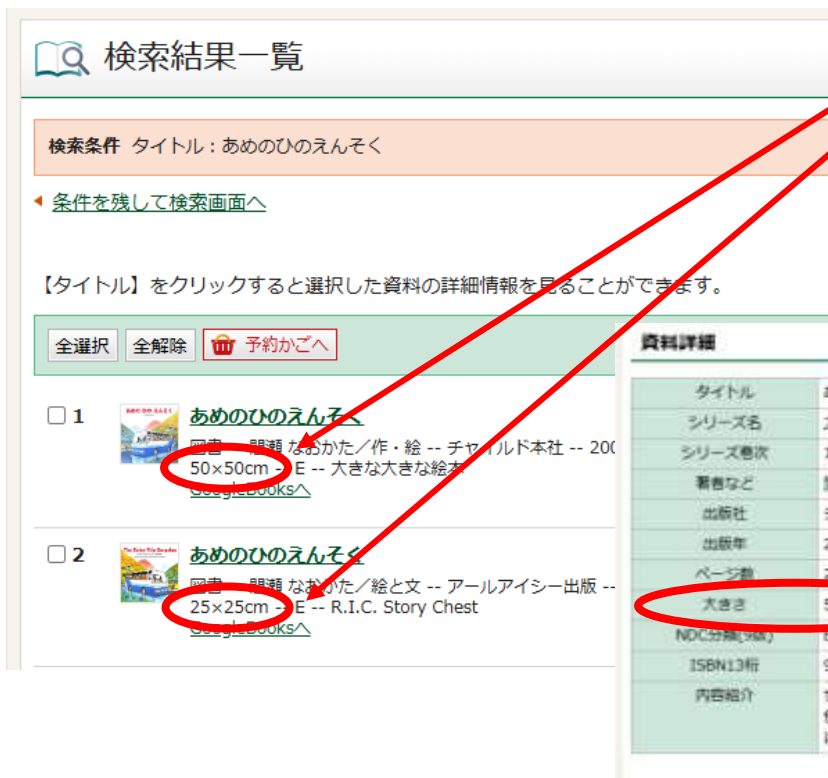 検索結果一覧
検索条件 タイトル：あめのひのえんそく
条件を残して検索画面へ
【タイトル】をクリックすると選択した資料の詳細情報を見ることができます。
全選択 全解除 予約かごへ
1 あめのひのえんそく
図書 -- 間瀬 なおかた／作・絵 -- チャイルド本社 -- 200
50×50cm -- E -- 大きな大きな絵本
GoogleBooksへ
2 あめのひのえんそく
図書 -- 間瀬 なおかた／絵と文 -- アールアイシー出版 --
25×25cm -- E -- R.I.C. Story Chest
GoogleBooksへ
資料詳細
タイトル
シリーズ名
シリーズ巻次
著者など
出版社
出版年
ページ数
大きさ
NDC分類(9版)
ISBN13桁
内容紹介